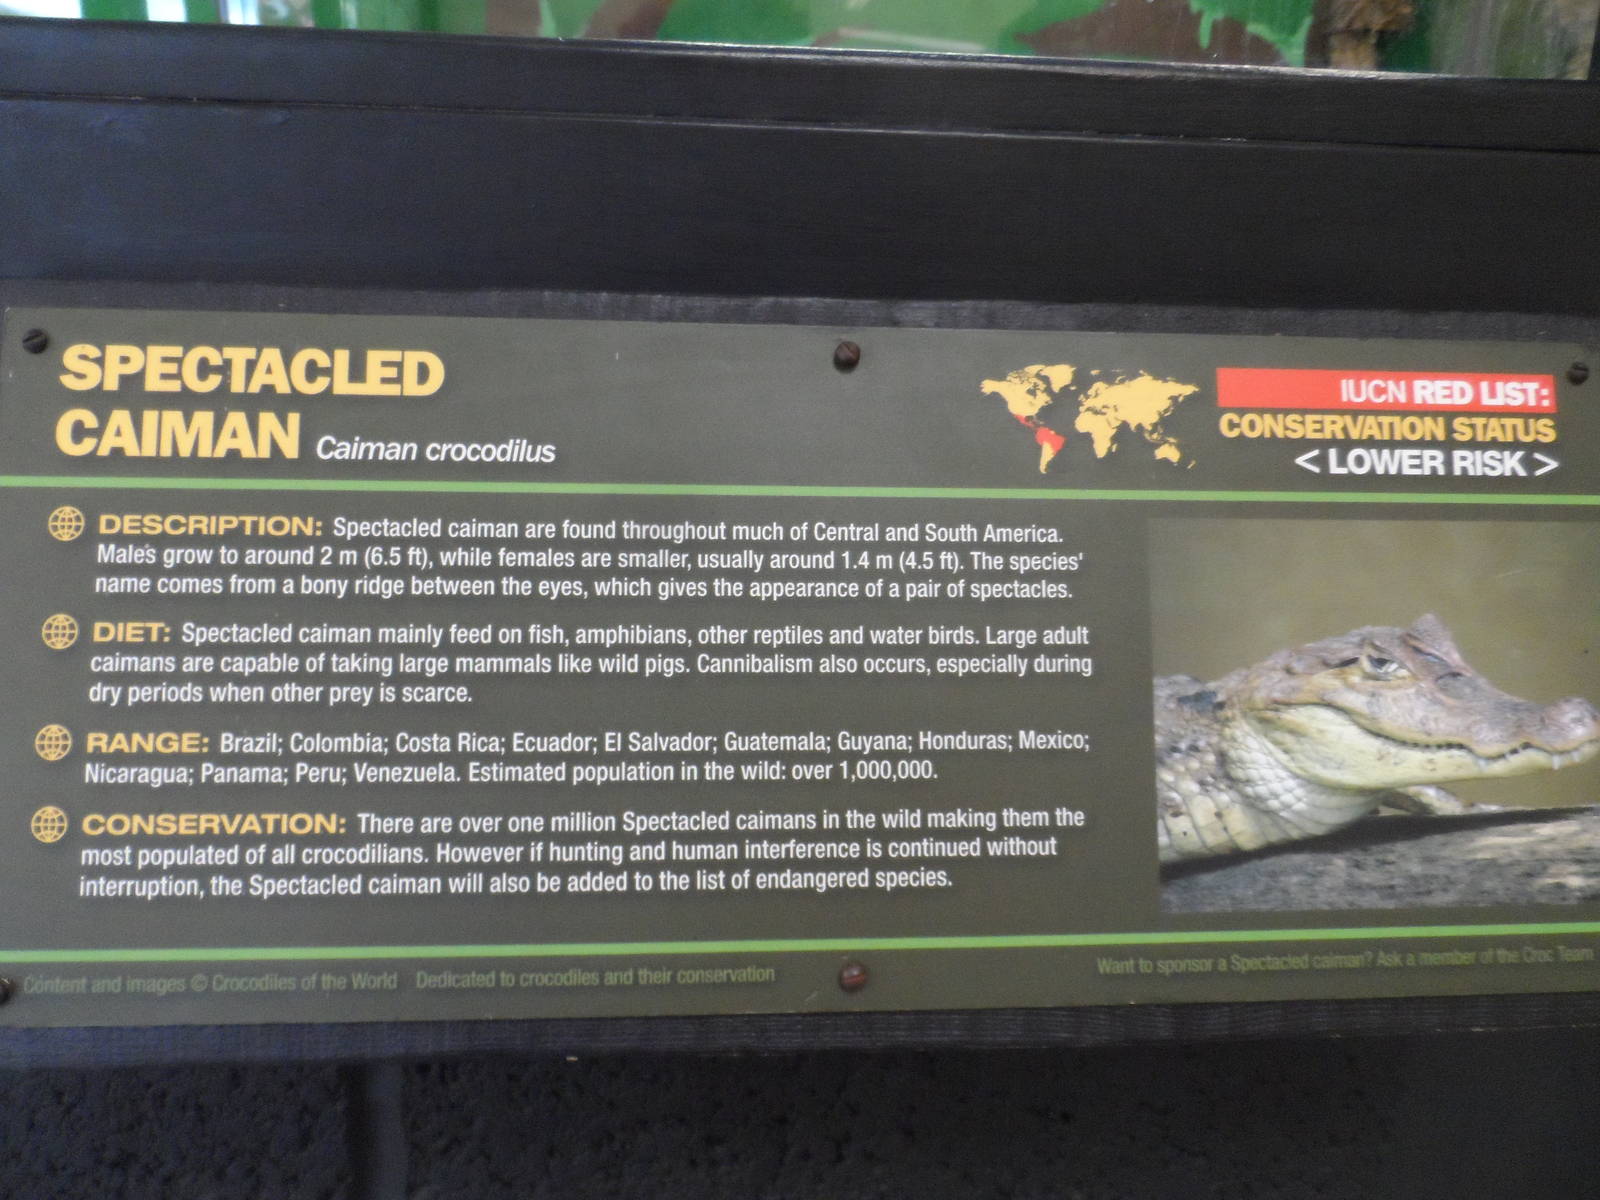 SPECTACLED
CAIMAN Caiman crocodilus
IUCN RED LIST:
CONSERVATION STATUS
< LOWER RISK >
DESCRIPTION: Spectacled caiman are found throughout much of Central and South America.
Males grow to around 2 m (6.5 ft), while females are smaller, usually around 1.4 m (4.5 ft). The species'
name comes from a bony ridge between the eyes, which gives the appearance of a pair of spectacles.
DIET: Spectacled caiman mainly feed on fish, amphibians, other reptiles and water birds. Large adult
caimans are capable of taking large mammals like wild pigs. Cannibalism also occurs, especially during
dry periods when other prey is scarce.
RANGE: Brazil; Colombia; Costa Rica; Ecuador; El Salvador; Guatemala; Guyana; Honduras; Mexico;
Nicaragua; Panama; Peru; Venezuela. Estimated population in the wild: over 1,000,000.
CONSERVATION: There are over one million Spectacled caimans in the wild making them the
most populated of all crocodilians. However if hunting and human interference is continued without
interruption, the Spectacled caiman will also be added to the list of endangered species.
Content and images © Crocodiles of the World Dedicated to crocodiles and their conservation
Want to sponsor a Spectacled caiman? Ask a member of the Croc Team